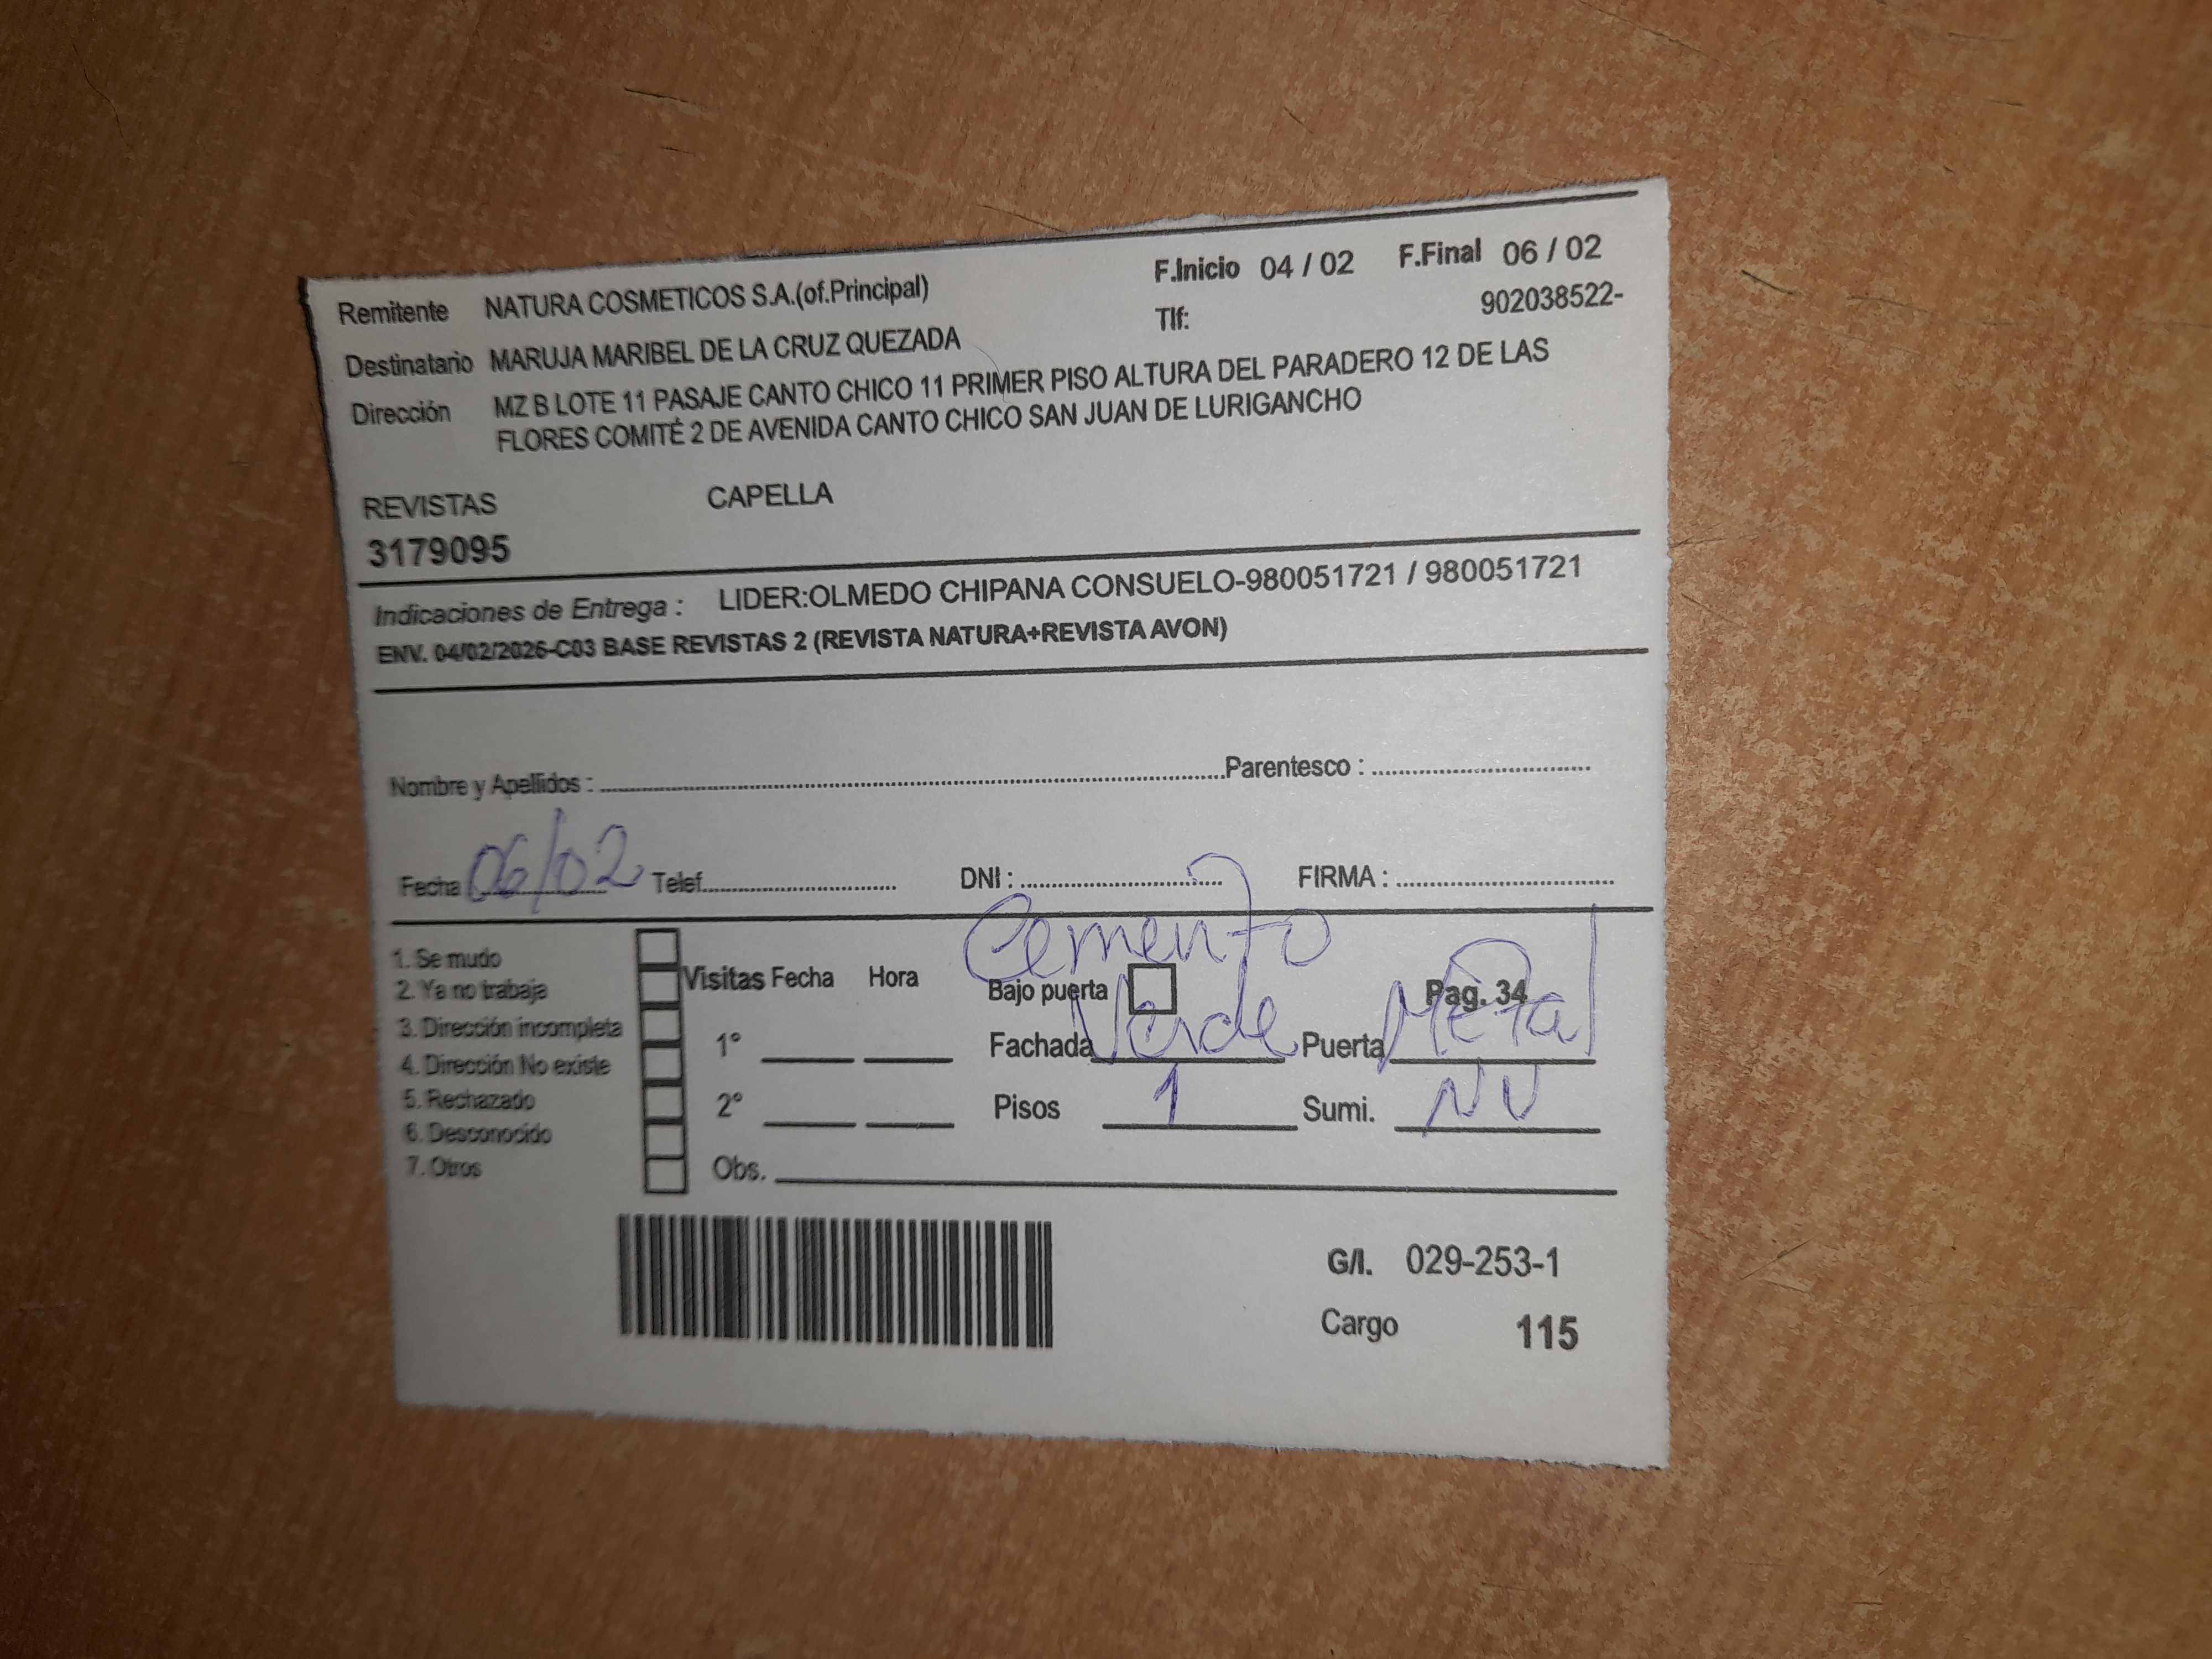 Remitente NATURA COSMETICOS S.A.(of.Principal) F.Inicio 04 / 02 F.Final 06 / 02
Destinatario MARUJA MARIBEL DE LA CRUZ QUEZADA Tlf: 902038522-
Dirección MZ B LOTE 11 PASAJE CANTO CHICO 11 PRIMER PISO ALTURA DEL PARADERO 12 DE LAS
FLORES COMITÉ 2 DE AVENIDA CANTO CHICO SAN JUAN DE LURIGANCHO
REVISTAS CAPELLA
3179095
Indicaciones de Entrega : LIDER:OLMEDO CHIPANA CONSUELO-980051721 / 980051721
ENV. 04/02/2026-C03 BASE REVISTAS 2 (REVISTA NATURA+REVISTA AVON)
Nombre y Apellidos : Parentesco :
Fecha 06/02 Telef. DNI : FIRMA :
Cemento
1. Se mudo
2. Ya no trabaja Visitas Fecha Hora Bajo puerta Pag. 34
3. Dirección incompleta 1° Fachada Verde Puerta Metal
4. Dirección No existe
5. Rechazado 2° Pisos 1 Sumi. NV
6. Desconocido
7. Otros Obs.
G/I. 029-253-1
Cargo 115